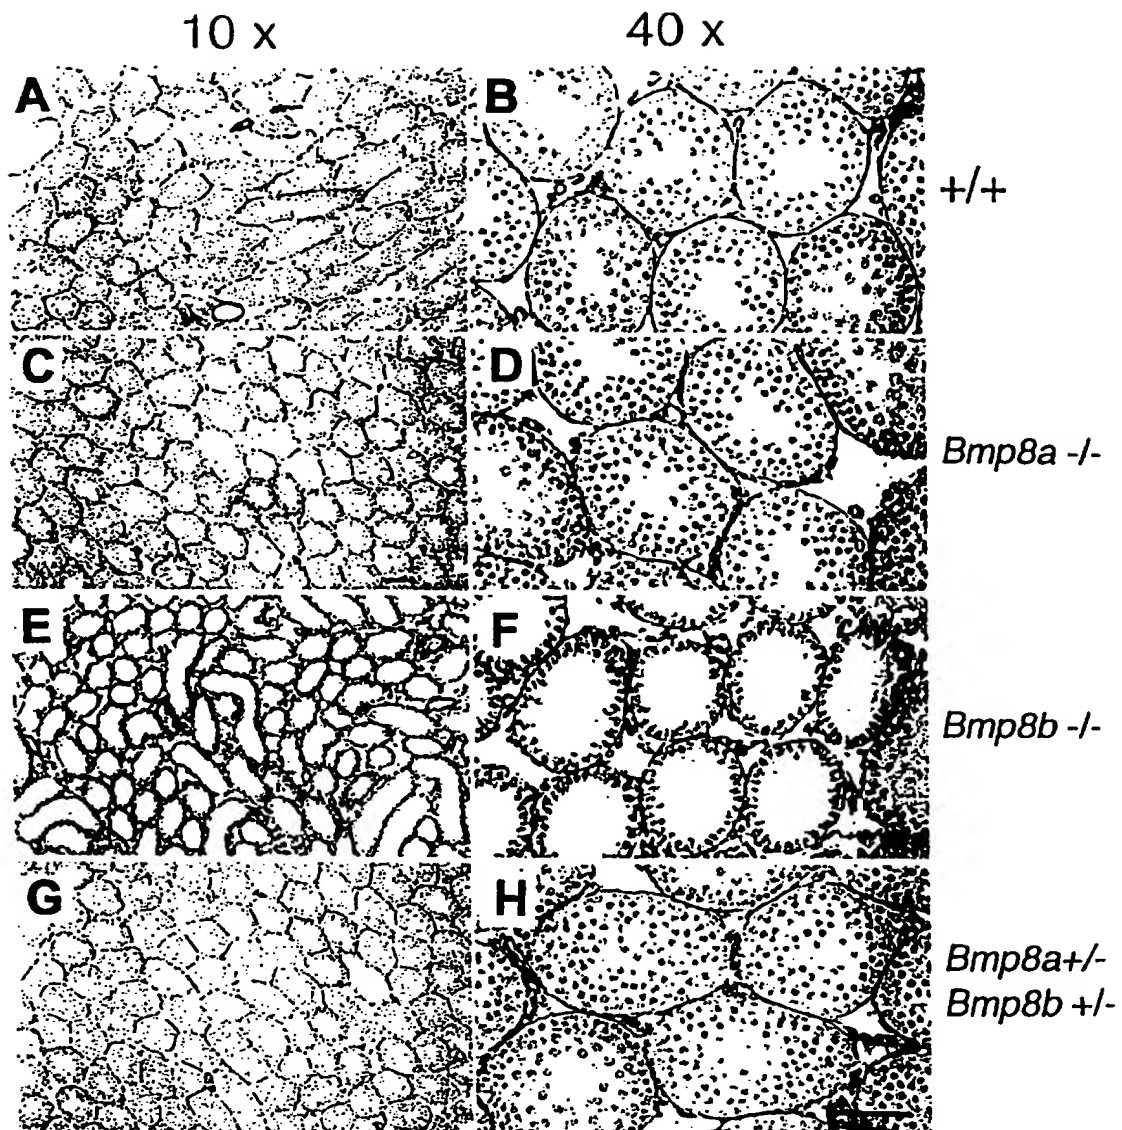 10 x 40 x
A B +/+
C D Bmp8a -/-
E F Bmp8b -/-
G H Bmp8a+/-
Bmp8b +/-